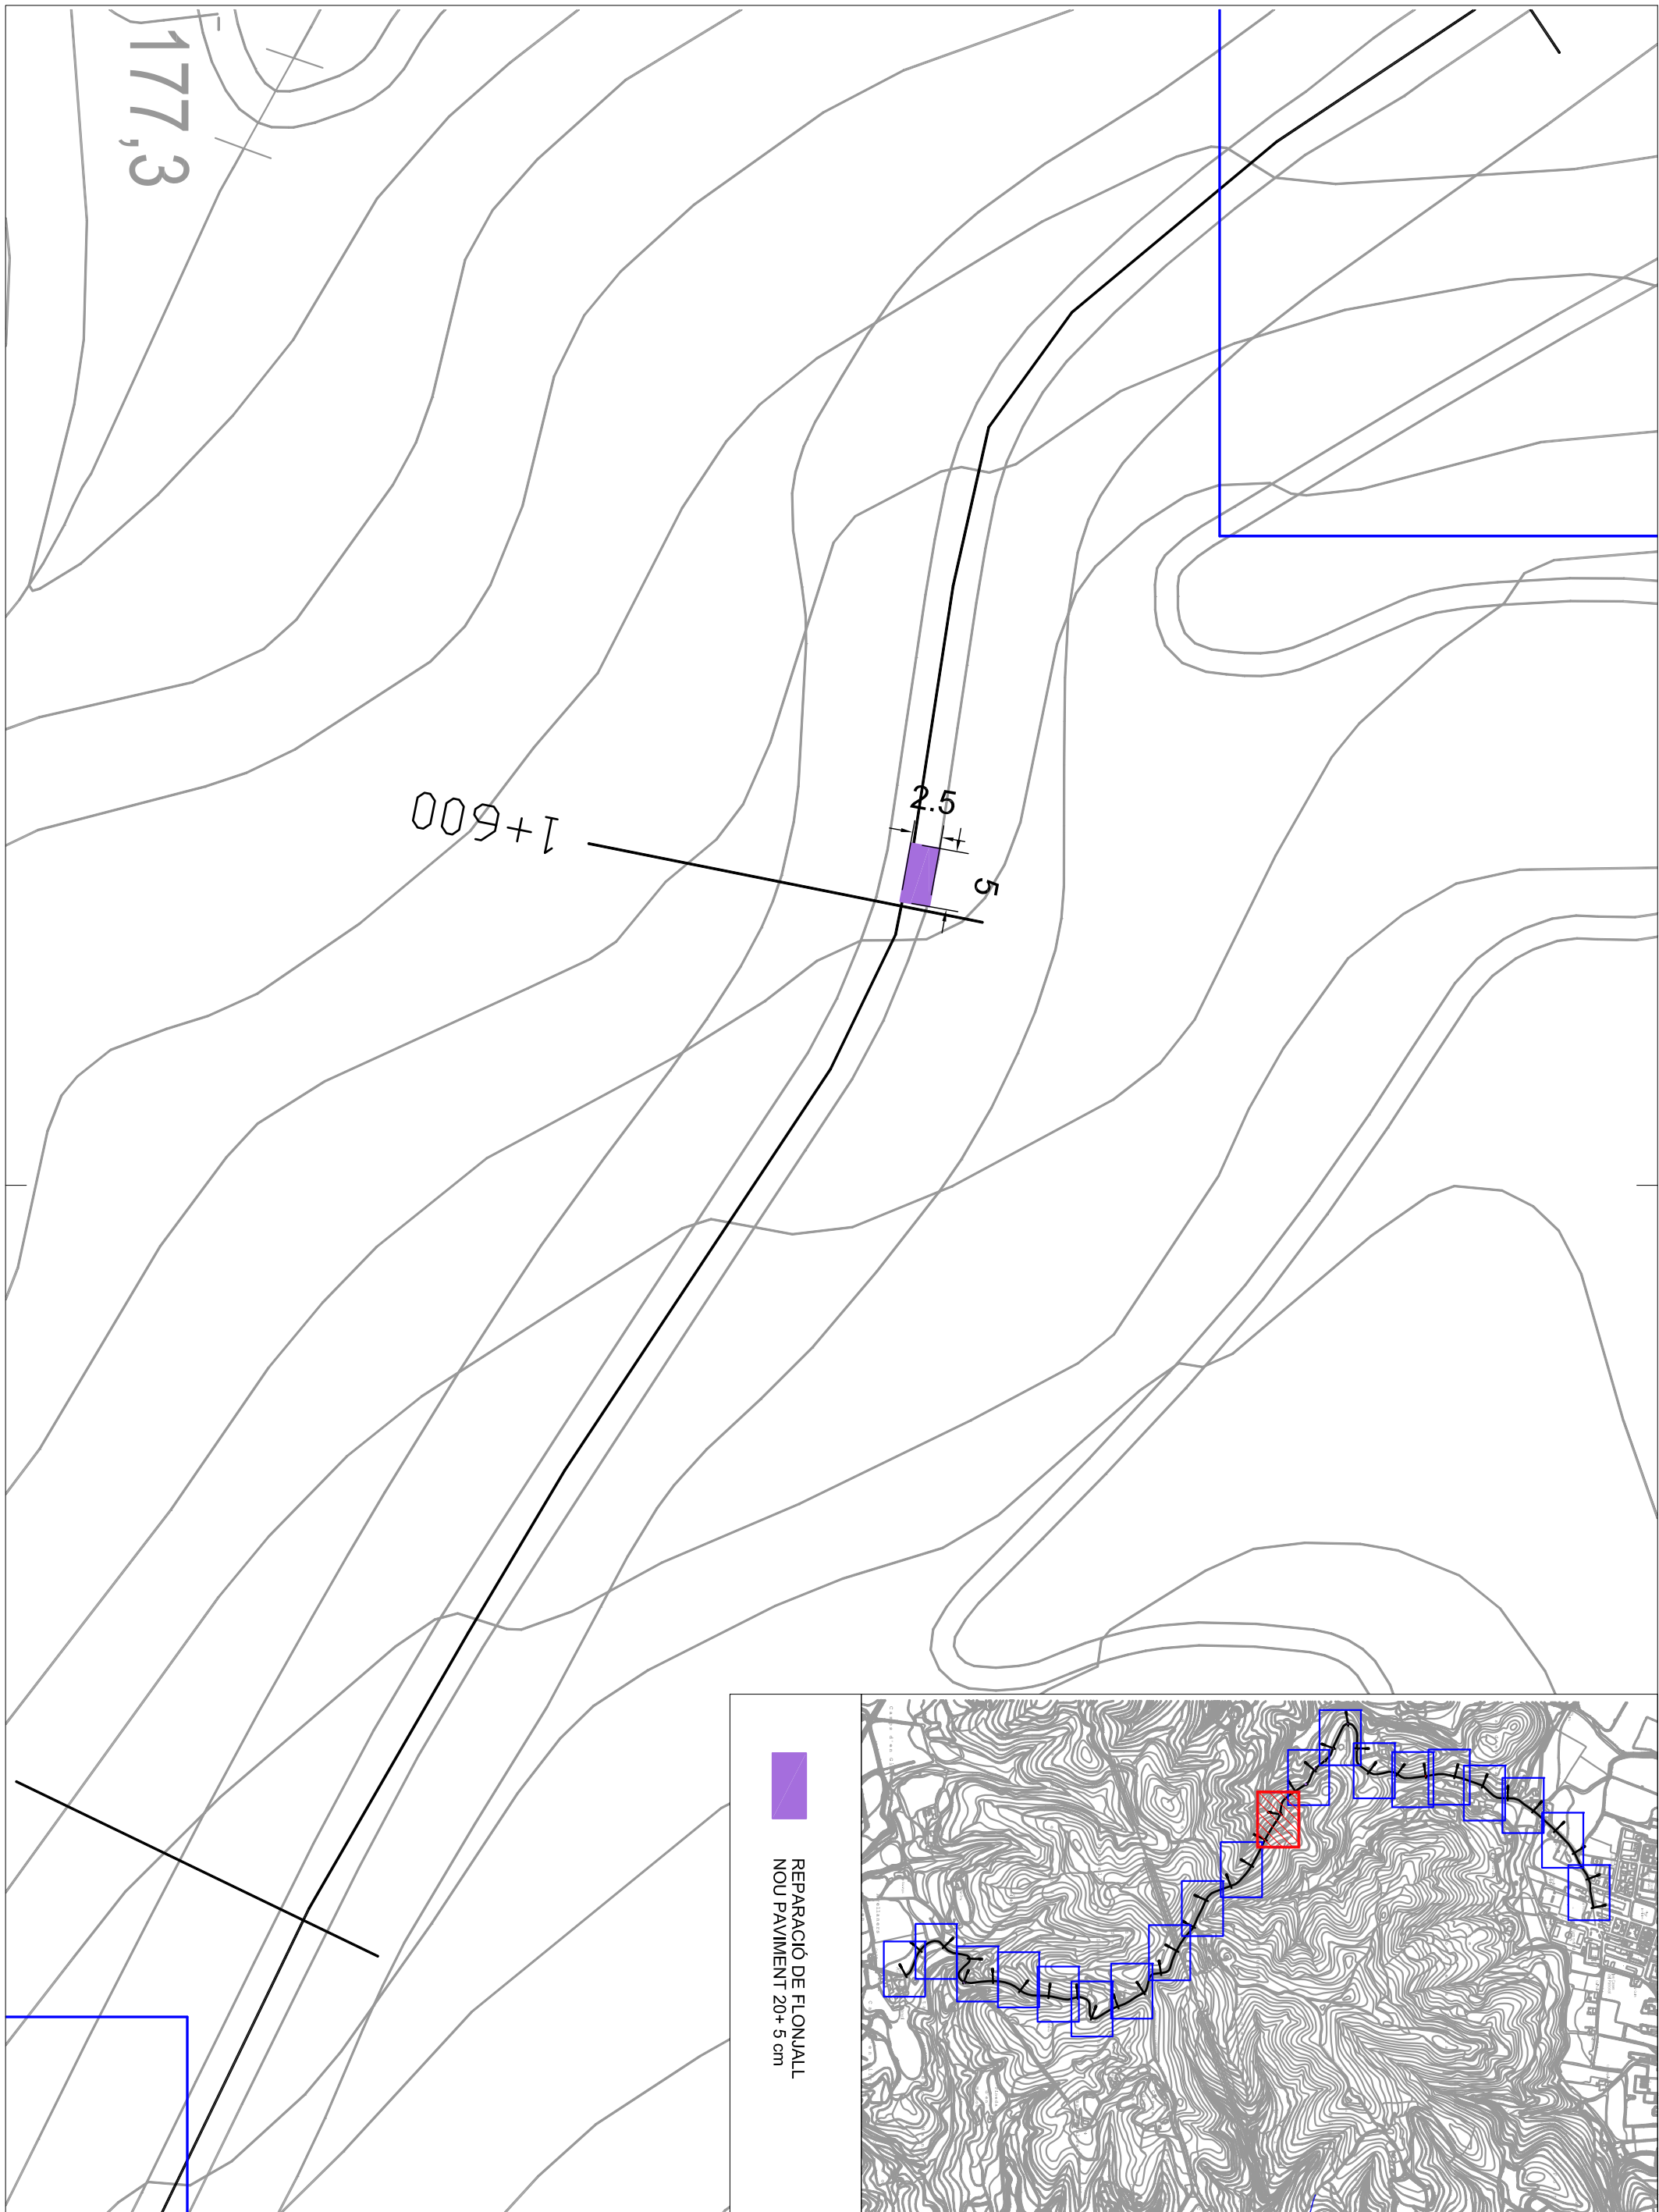 177,3
1+600
2.5
5
REPARACIÓ DE FLONJALL
NOU PAVIMENT 20+ 5 cm